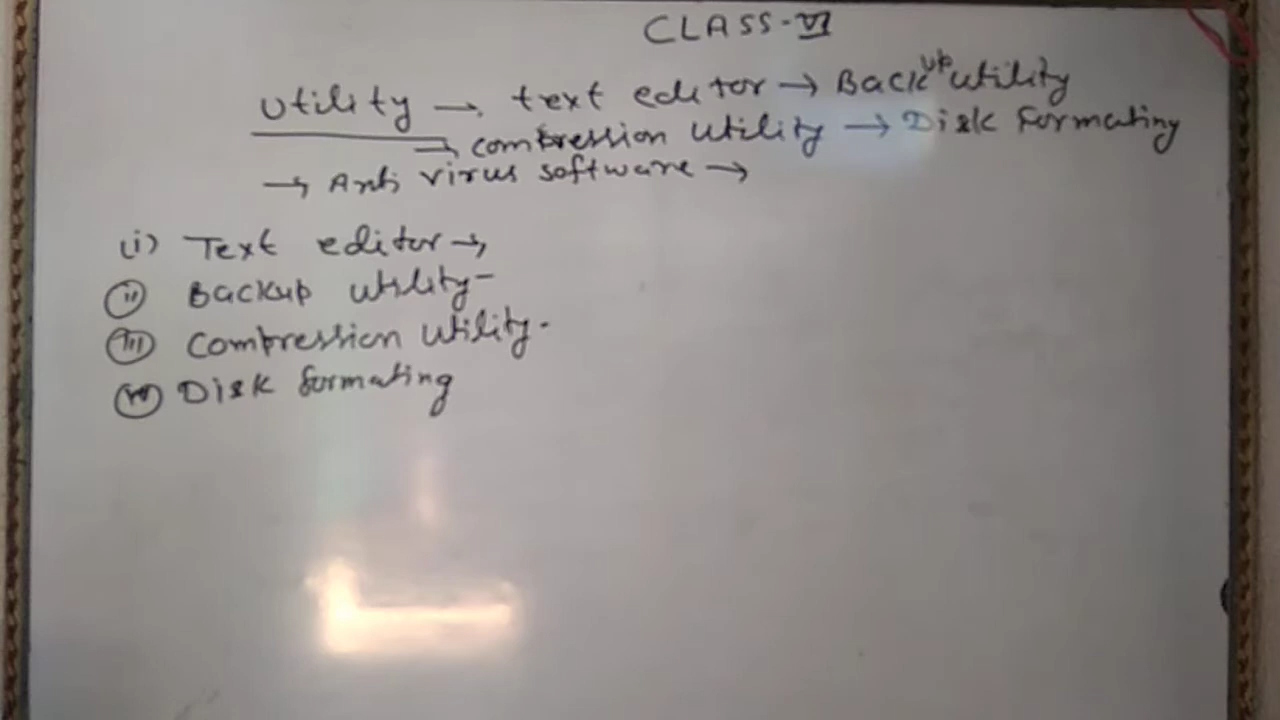 CLASS-VI
Utility → text editor → Backup utility
→ compression utility → Disk Formating
→ Anti virus software →
(i) Text editor →
(ii) Backup utility-
(iii) Compression utility.
(iv) Disk formating